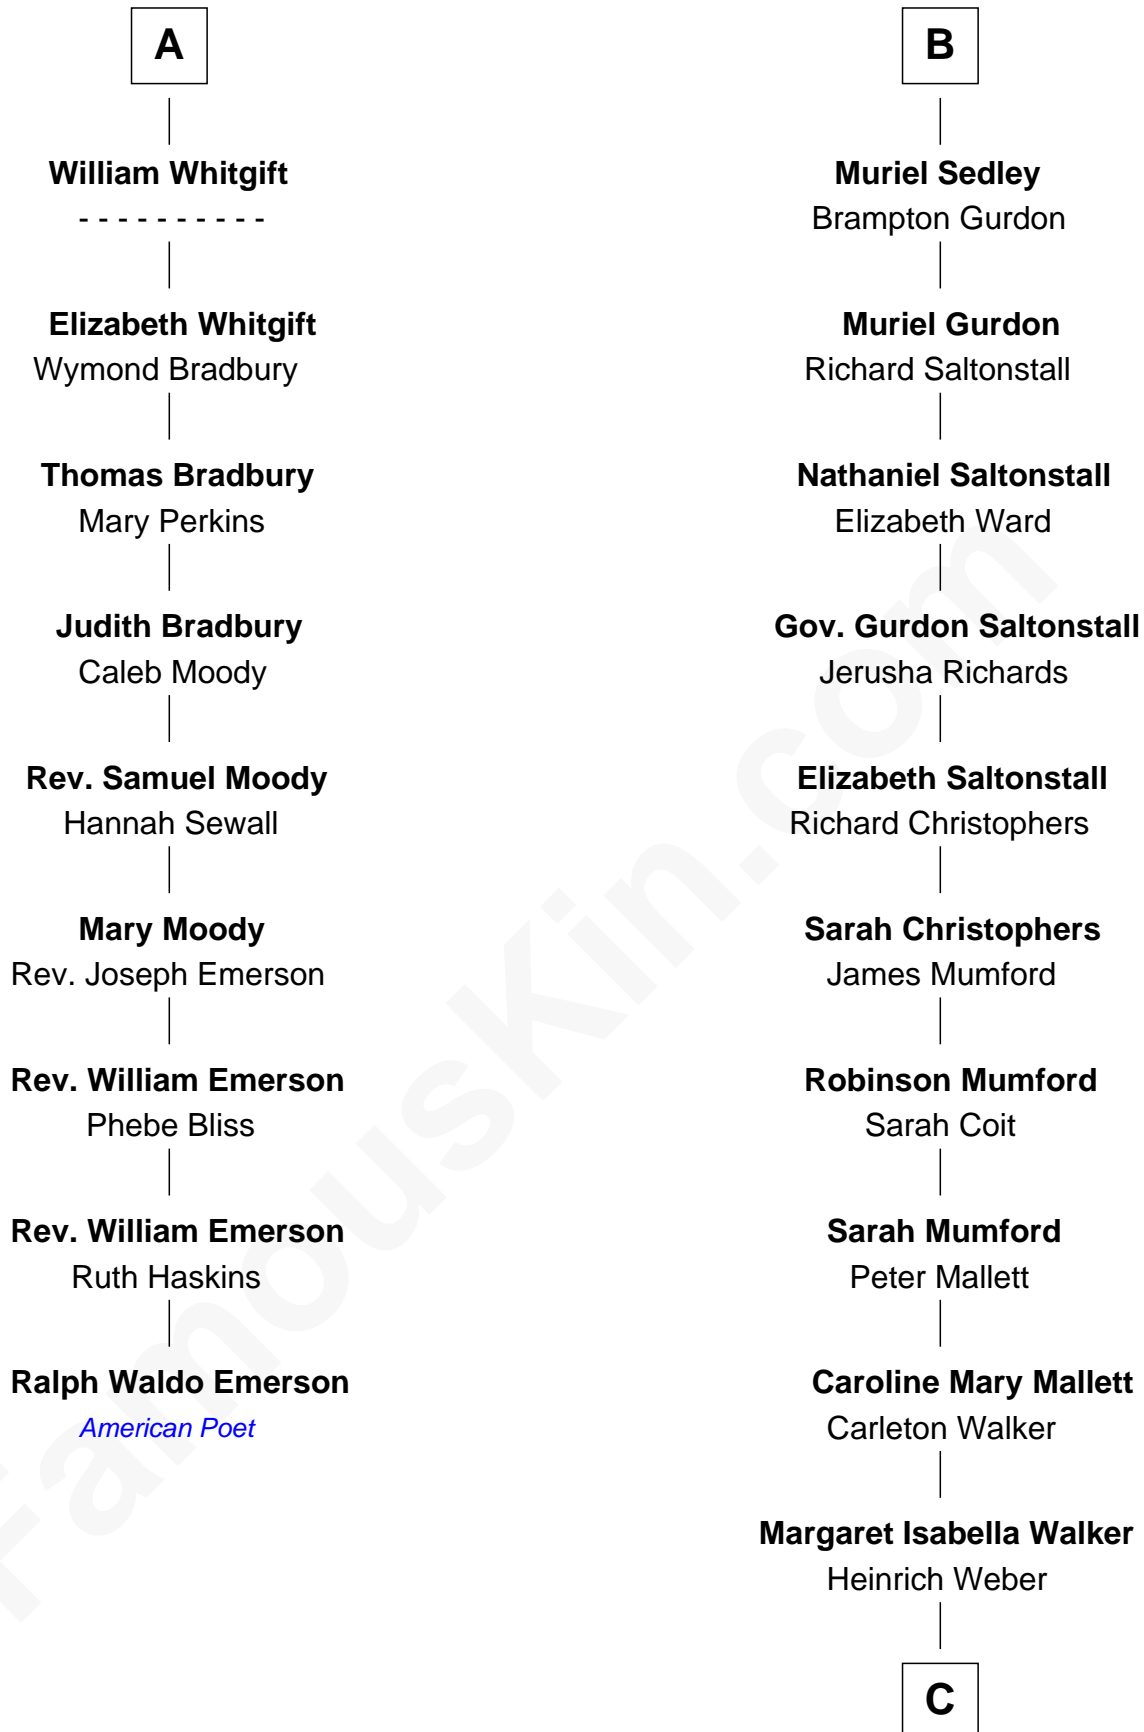 A
William Whitgift
- - - - - - - - - -
Elizabeth Whitgift
Wymond Bradbury
Thomas Bradbury
Mary Perkins
Judith Bradbury
Caleb Moody
Rev. Samuel Moody
Hannah Sewall
Mary Moody
Rev. Joseph Emerson
Rev. William Emerson
Phebe Bliss
Rev. William Emerson
Ruth Haskins
Ralph Waldo Emerson
American Poet
B
Muriel Sedley
Brampton Gurdon
Muriel Gurdon
Richard Saltonstall
Nathaniel Saltonstall
Elizabeth Ward
Gov. Gurdon Saltonstall
Jerusha Richards
Elizabeth Saltonstall
Richard Christophers
Sarah Christophers
James Mumford
Robinson Mumford
Sarah Coit
Sarah Mumford
Peter Mallett
Caroline Mary Mallett
Carleton Walker
Margaret Isabella Walker
Heinrich Weber
C
FamousKin.com